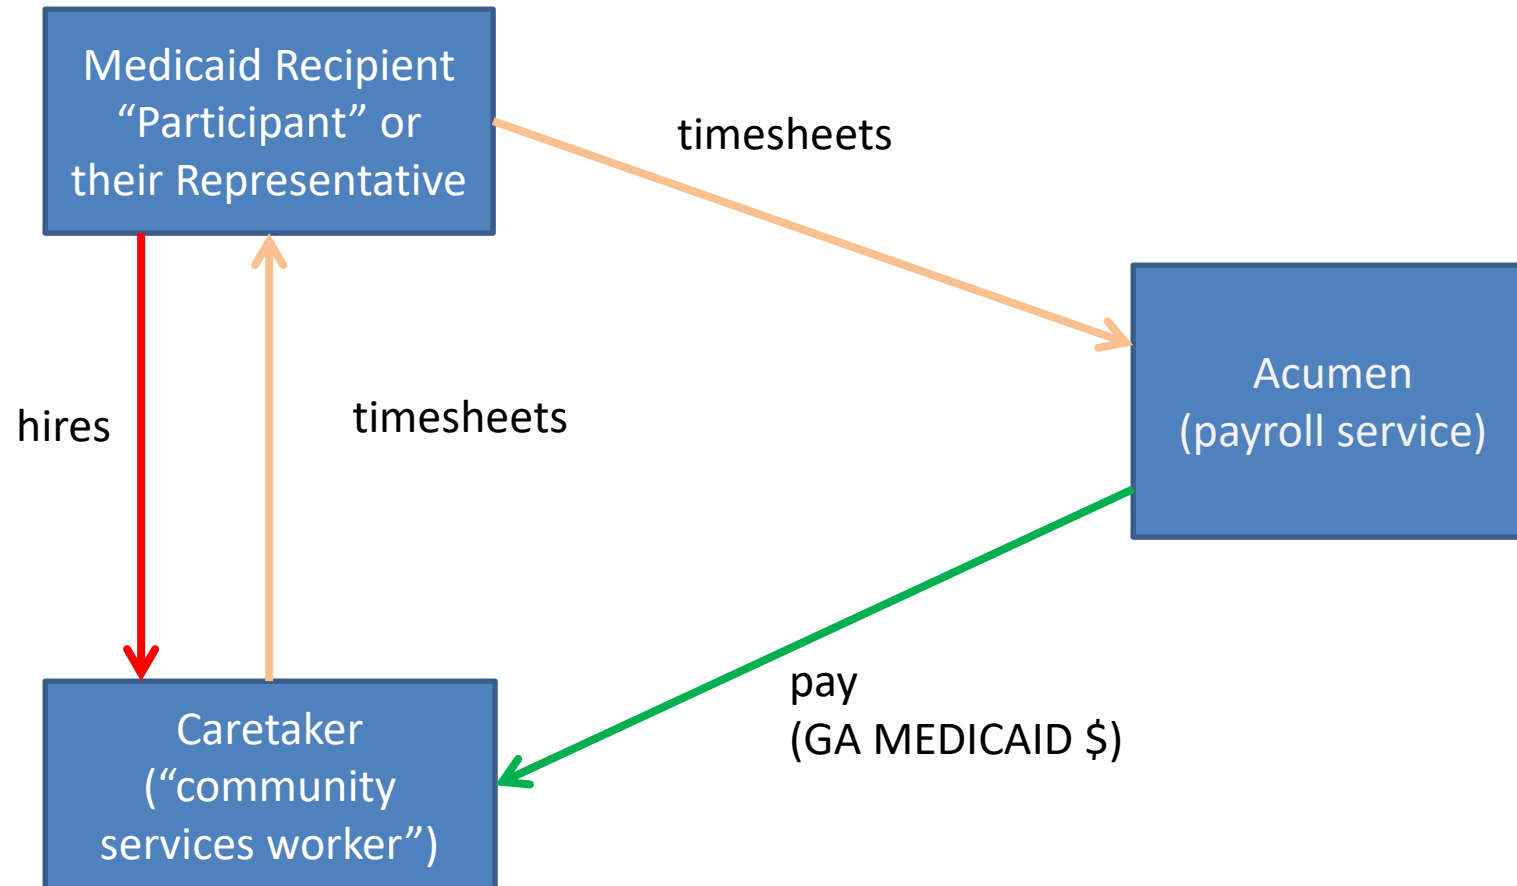 Medicaid Recipient
“Participant” or
their Representative
timesheets
Acumen
(payroll service)
hires
timesheets
pay
(GA MEDICAID $)
Caretaker
(“community
services worker”)